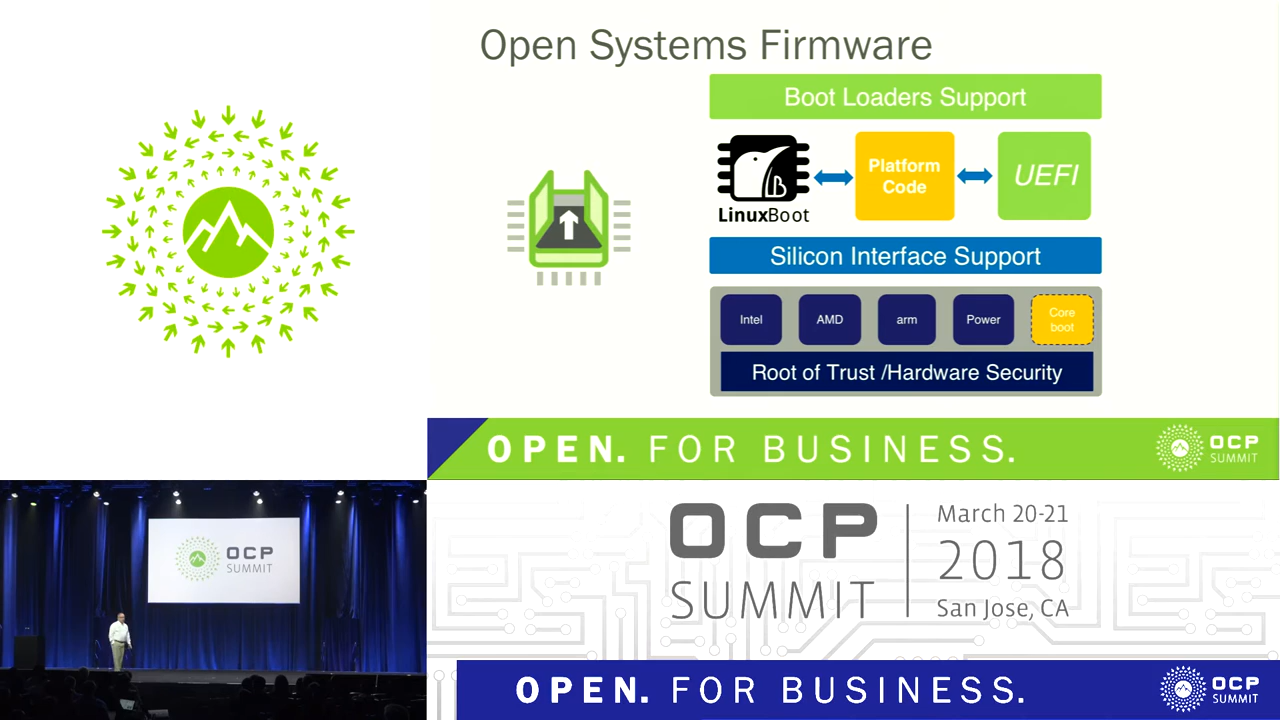 Open Systems Firmware
Boot Loaders Support
LinuxBoot
Platform
Code
UEFI
Silicon Interface Support
Intel
AMD
arm
Power
Core
boot
Root of Trust /Hardware Security
OPEN. FOR BUSINESS.
OCP
SUMMIT
OCP
SUMMIT
OCP
SUMMIT
March 20-21
2018
San Jose, CA
OPEN. FOR BUSINESS.
OCP
SUMMIT